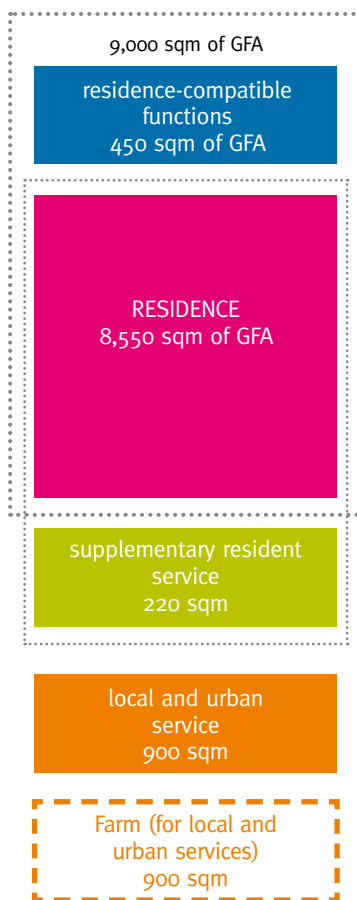 9,000 sqm of GFA
residence-compatible
functions
450 sqm of GFA
RESIDENCE
8,550 sqm of GFA
supplementary resident
service
220 sqm
local and urban
service
900 sqm
Farm (for local and
urban services)
900 sqm